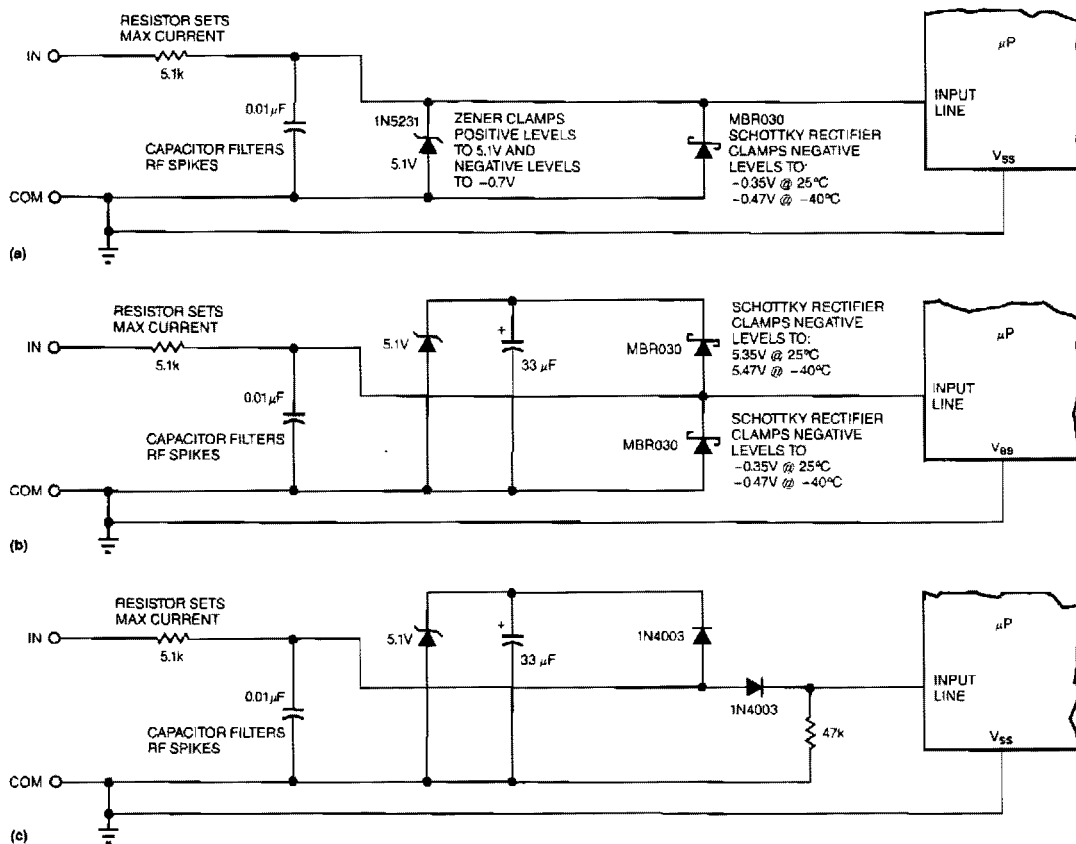 RESISTOR SETS
MAX CURRENT
IN
5.1k
0.01μF
CAPACITOR FILTERS
RF SPIKES
1N5231
5.1V
ZENER CLAMPS
POSITIVE LEVELS
TO 5.1V AND
NEGATIVE LEVELS
TO −0.7V
MBR030
SCHOTTKY RECTIFIER
CLAMPS NEGATIVE
LEVELS TO:
−0.35V @ 25°C
−0.47V @ −40°C
μP
INPUT
LINE
VSS
COM
(a)
RESISTOR SETS
MAX CURRENT
IN
5.1k
0.01μF
CAPACITOR FILTERS
RF SPIKES
5.1V
+
33 μF
MBR030
SCHOTTKY RECTIFIER
CLAMPS NEGATIVE
LEVELS TO:
5.35V @ 25°C
5.47V @ −40°C
MBR030
SCHOTTKY RECTIFIER
CLAMPS NEGATIVE
LEVELS TO
−0.35V @ 25°C
−0.47V @ −40°C
μP
INPUT
LINE
VSS
COM
(b)
RESISTOR SETS
MAX CURRENT
IN
5.1k
0.01μF
CAPACITOR FILTERS
RF SPIKES
5.1V
+
33 μF
1N4003
1N4003
47k
μP
INPUT
LINE
VSS
COM
(c)